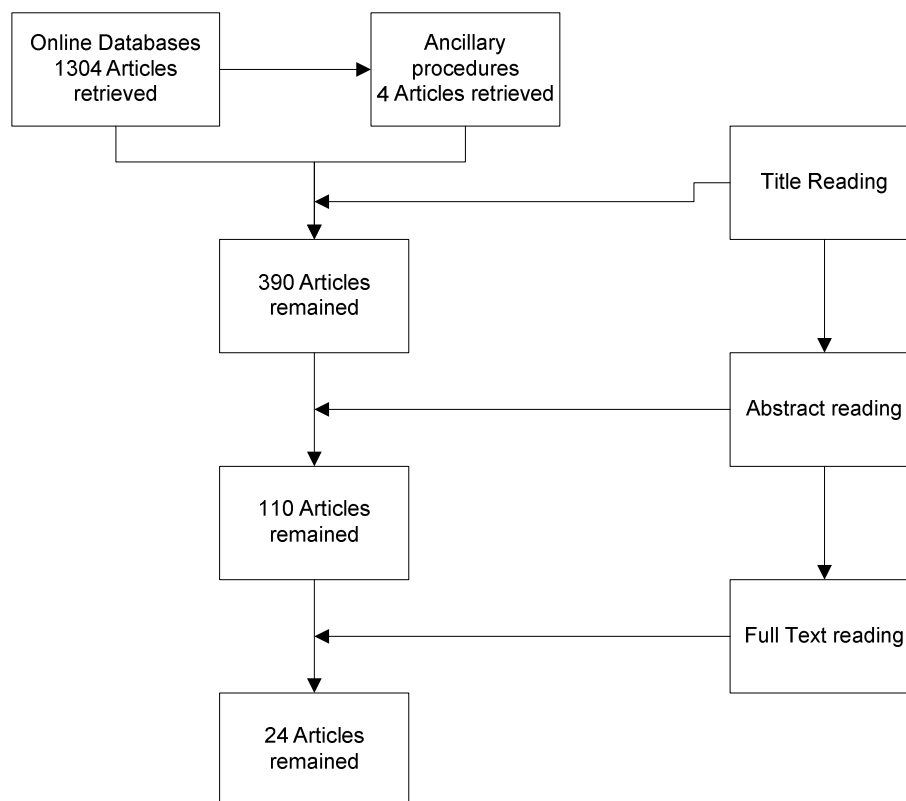 Online Databases
1304 Articles
retrieved
Ancillary
procedures
4 Articles retrieved
Title Reading
390 Articles
remained
Abstract reading
110 Articles
remained
Full Text reading
24 Articles
remained